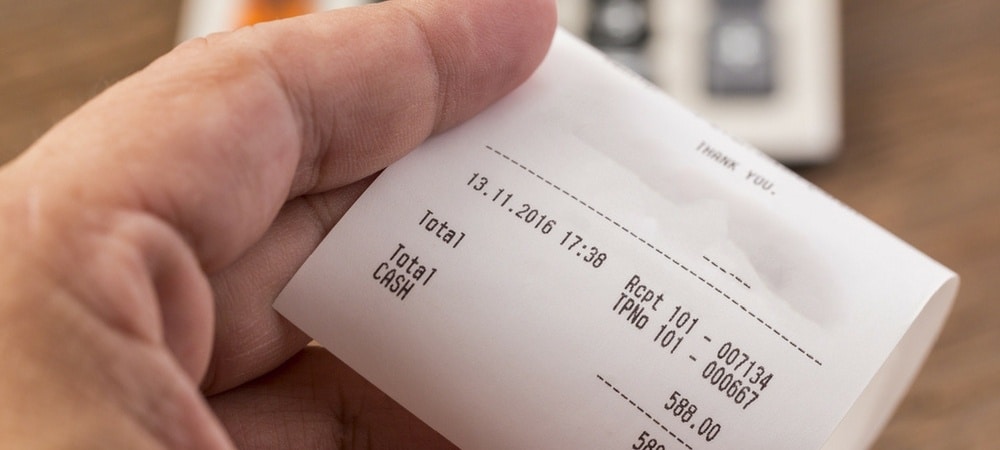 THANK YOU.
13.11.2016 17:38 Rcpt 101 - 007134
TPNo 101 - 000667
Total 588.00
Total
CASH